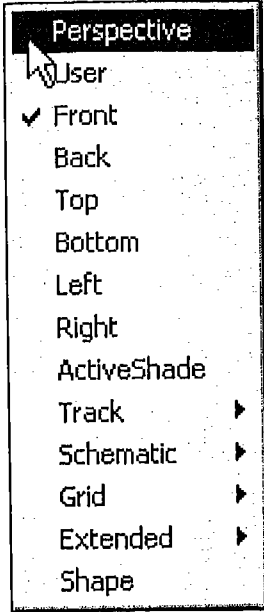 Perspective
User
Front
Back
Top
Bottom
Left
Right
ActiveShade
Track
Schematic
Grid
Extended
Shape